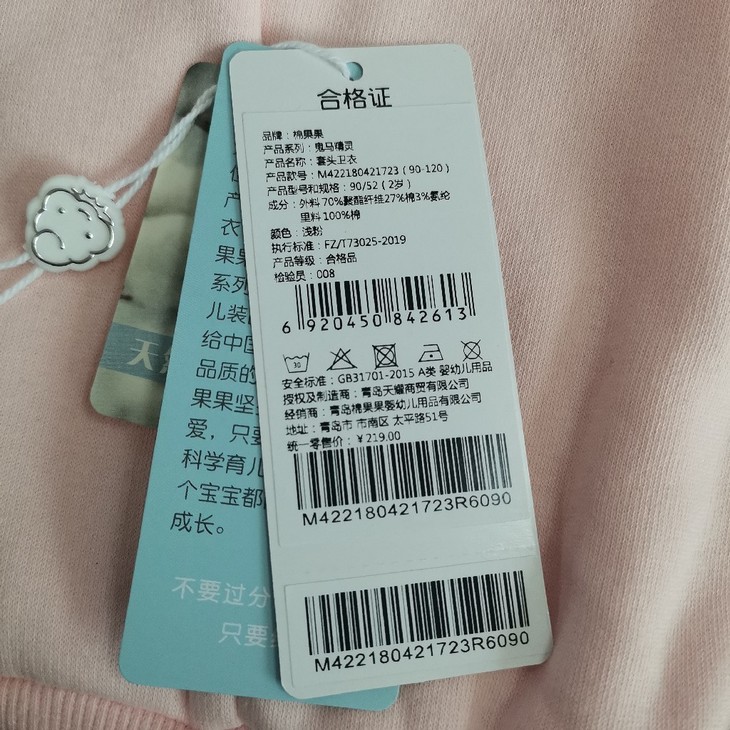 合格证
品牌：棉果果
产品系列：鬼马精灵
产品名称：套头卫衣
产品款号：M422180421723（90-120）
产品型号和规格：90/52（2岁）
成分：外料 70%聚酯纤维27%棉3%氨纶
里料 100%棉
颜色：浅粉
执行标准：FZ/T73025-2019
产品等级：合格品
检验员：008
6 920450 842613
30
安全标准：GB31701-2015 A类 婴幼儿用品
授权及制造商：青岛天耀商贸有限公司
经销商：青岛棉果果婴幼儿用品有限公司
地址：青岛市 市南区 太平路51号
统一零售价：￥219.00
M422180421723R6090
M422180421723R6090
产
衣
果果
系列
儿装
给中国
品质的
果果坚
爱，只要
科学育儿
个宝宝都
成长。
不要过分
只要
天